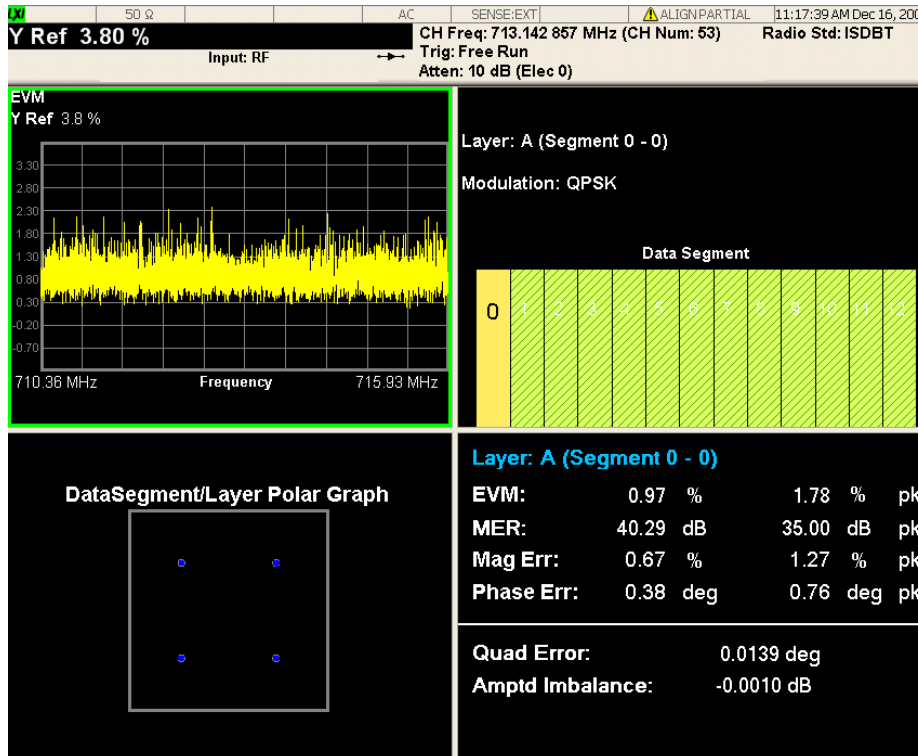 LXI 50 Ω AC SENSE:EXT ALIGN PARTIAL 11:17:39 AM Dec 16, 200
Y Ref 3.80 %
Input: RF
CH Freq: 713.142 857 MHz (CH Num: 53) Radio Std: ISDBT
Trig: Free Run
Atten: 10 dB (Elec 0)
EVM
Y Ref 3.8 %
3.30
2.80
2.30
1.80
1.30
0.80
0.30
-0.20
-0.70
710.36 MHz Frequency 715.93 MHz
Layer: A (Segment 0 - 0)
Modulation: QPSK
Data Segment
0 1 2 3 4 5 6 7 8 9 10 11 12
DataSegment/Layer Polar Graph
Layer: A (Segment 0 - 0)
EVM: 0.97 % 1.78 % pk
MER: 40.29 dB 35.00 dB pk
Mag Err: 0.67 % 1.27 % pk
Phase Err: 0.38 deg 0.76 deg pk
Quad Error: 0.0139 deg
Amptd Imbalance: -0.0010 dB